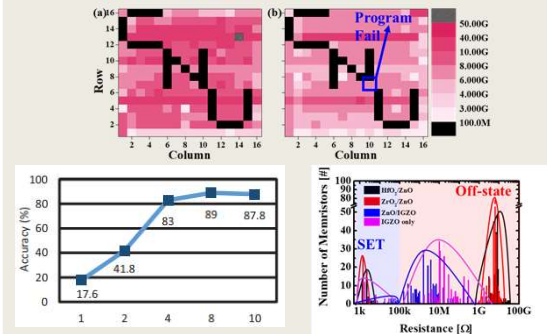 (a) 16 14 12 10 8 6 4 2
Row
2 4 6 8 10 12 14 16
Column
(b) Program
Fail
2 4 6 8 10 12 14 16
Column
50.00G
40.00G
10.00G
8.000G
6.000G
4.000G
3.000G
100.0M
Accuracy (%)
100
80
60
40
20
0
17.6 41.8 83 89 87.8
1 2 4 8 10
Number of Memristors [#]
100
80
50
40
30
20
10
0
HfO2/ZnO
ZrO2/ZnO
ZnO/IGZO
IGZO only
Off-state
SET
1k 100k 10M 1G 100G
Resistance [Ω]